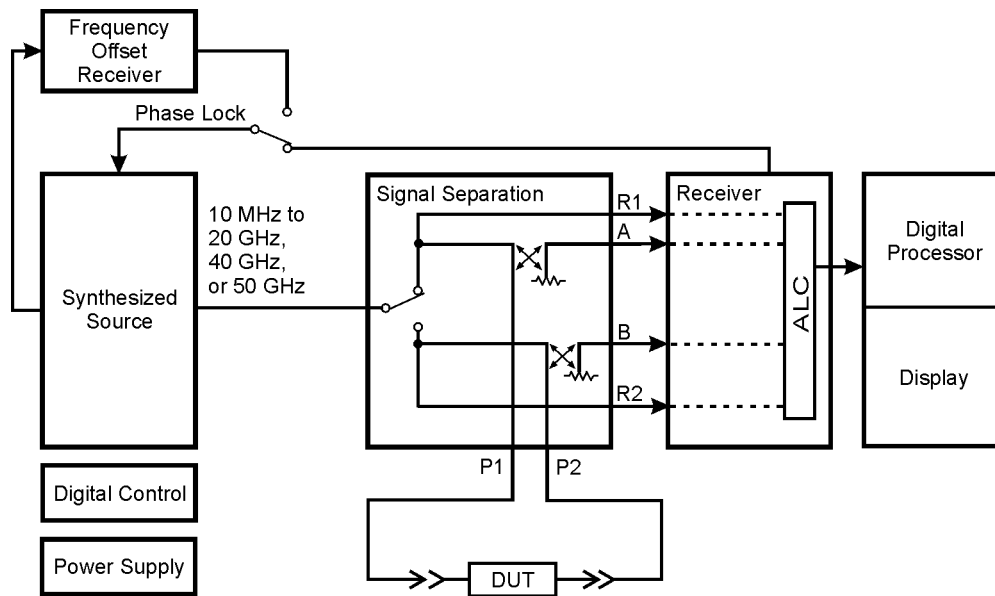 Frequency
Offset
Receiver
Phase Lock
Synthesized
Source
10 MHz to
20 GHz,
40 GHz,
or 50 GHz
Signal Separation
R1
A
B
R2
P1
P2
Receiver
ALC
Digital
Processor
Display
Digital Control
Power Supply
DUT